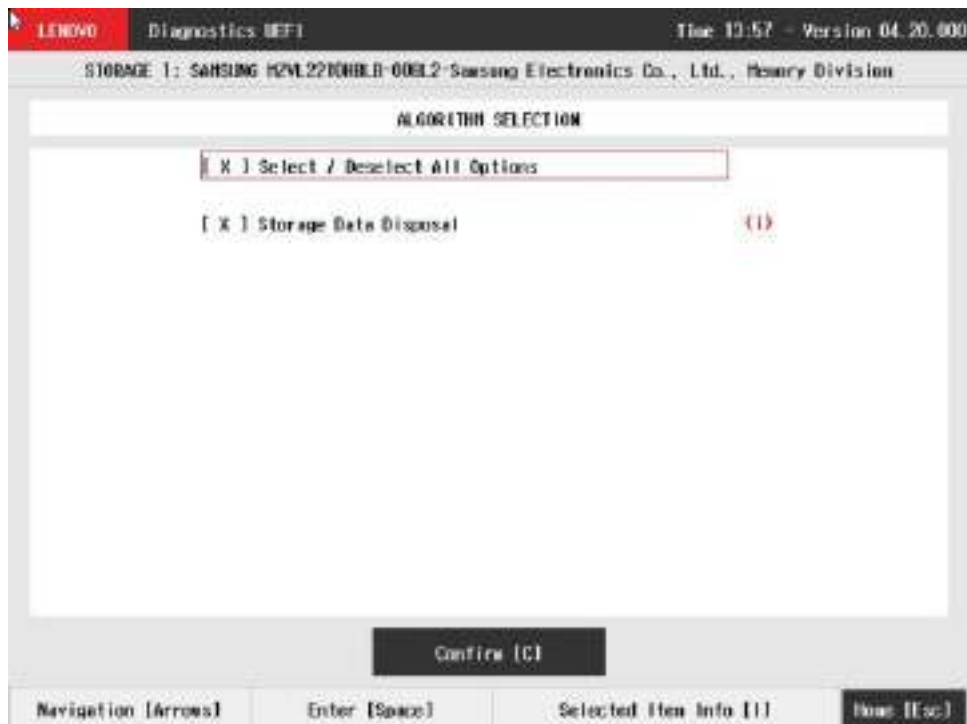 LENOVO Diagnostics UEFI Time 13:57 - Version 04.20.000
STORAGE 1: SAMSUNG Samsung Electronics Co., Ltd., Memory Division
ALGORITHM SELECTION
[ X ] Select / Deselect All Options
[ X ] Storage Data Disposal (i)
Confirm [C]
Navigation [Arrows] Enter [Space] Selected Item Info [I] Home [Esc]